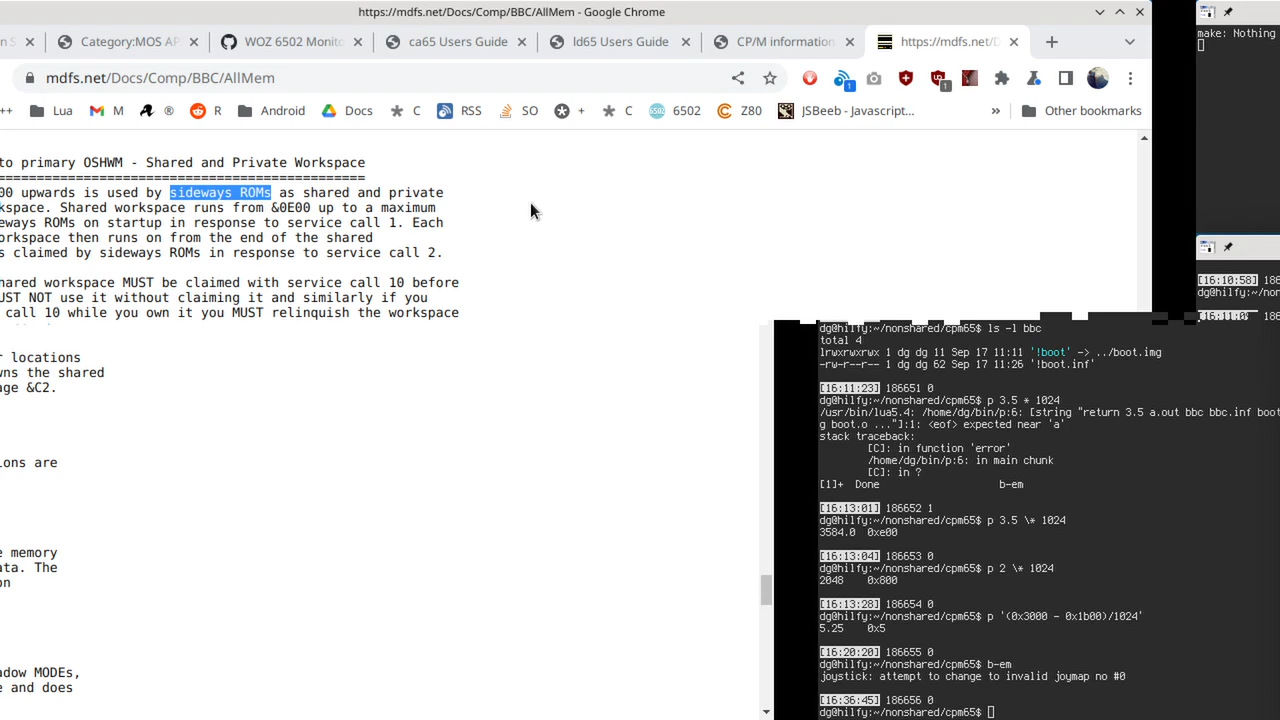 https://mdfs.net/Docs/Comp/BBC/AllMem - Google Chrome
Category:MOS AP
WOZ 6502 Monito
ca65 Users Guide
ld65 Users Guide
CP/M information
https://mdfs.net/D
mdfs.net/Docs/Comp/BBC/AllMem
1
1
++
Lua
M
®
R
Android
Docs
C
RSS
SO
+
C
6502
Z80
JSBeeb - Javascript...
»
Other bookmarks
to primary OSHWM - Shared and Private Workspace
===============================================
00 upwards is used by sideways ROMs as shared and private
kspace. Shared workspace runs from &0E00 up to a maximum
eways ROMs on startup in response to service call 1. Each
orkspace then runs on from the end of the shared
s claimed by sideways ROMs in response to service call 2.
hared workspace MUST be claimed with service call 10 before
UST NOT use it without claiming it and similarly if you
call 10 while you own it you MUST relinquish the workspace
r locations
wns the shared
age &C2.
ions are
e memory
ata. The
on
adow MODEs,
e and does
make: Nothing
[16:10:58] 186
dg@hilfy:~/non
186
dg@hilfy:~/nonshared/cpm65$ ls -l bbc
total 4
lrwxrwxrwx 1 dg dg 11 Sep 17 11:11 '!boot' -> ../boot.img
-rw-r--r-- 1 dg dg 62 Sep 17 11:26 '!boot.inf'
[16:11:23] 186651 0
dg@hilfy:~/nonshared/cpm65$ p 3.5 * 1024
/usr/bin/lua5.4: /home/dg/bin/p:6: [string "return 3.5 a.out bbc bbc.inf boot
g boot.o ..."]:1: <eof> expected near 'a'
stack traceback:
[C]: in function 'error'
/home/dg/bin/p:6: in main chunk
[C]: in ?
[1]+  Done                    b-em
[16:13:01] 186652 1
dg@hilfy:~/nonshared/cpm65$ p 3.5 \* 1024
3584.0  0xe00
[16:13:04] 186653 0
dg@hilfy:~/nonshared/cpm65$ p 2 \* 1024
2048    0x800
[16:13:28] 186654 0
dg@hilfy:~/nonshared/cpm65$ p '(0x3000 - 0x1b00)/1024'
5.25    0x5
[16:20:20] 186655 0
dg@hilfy:~/nonshared/cpm65$ b-em
joystick: attempt to change to invalid joymap no #0
[16:36:45] 186656 0
dg@hilfy:~/nonshared/cpm65$